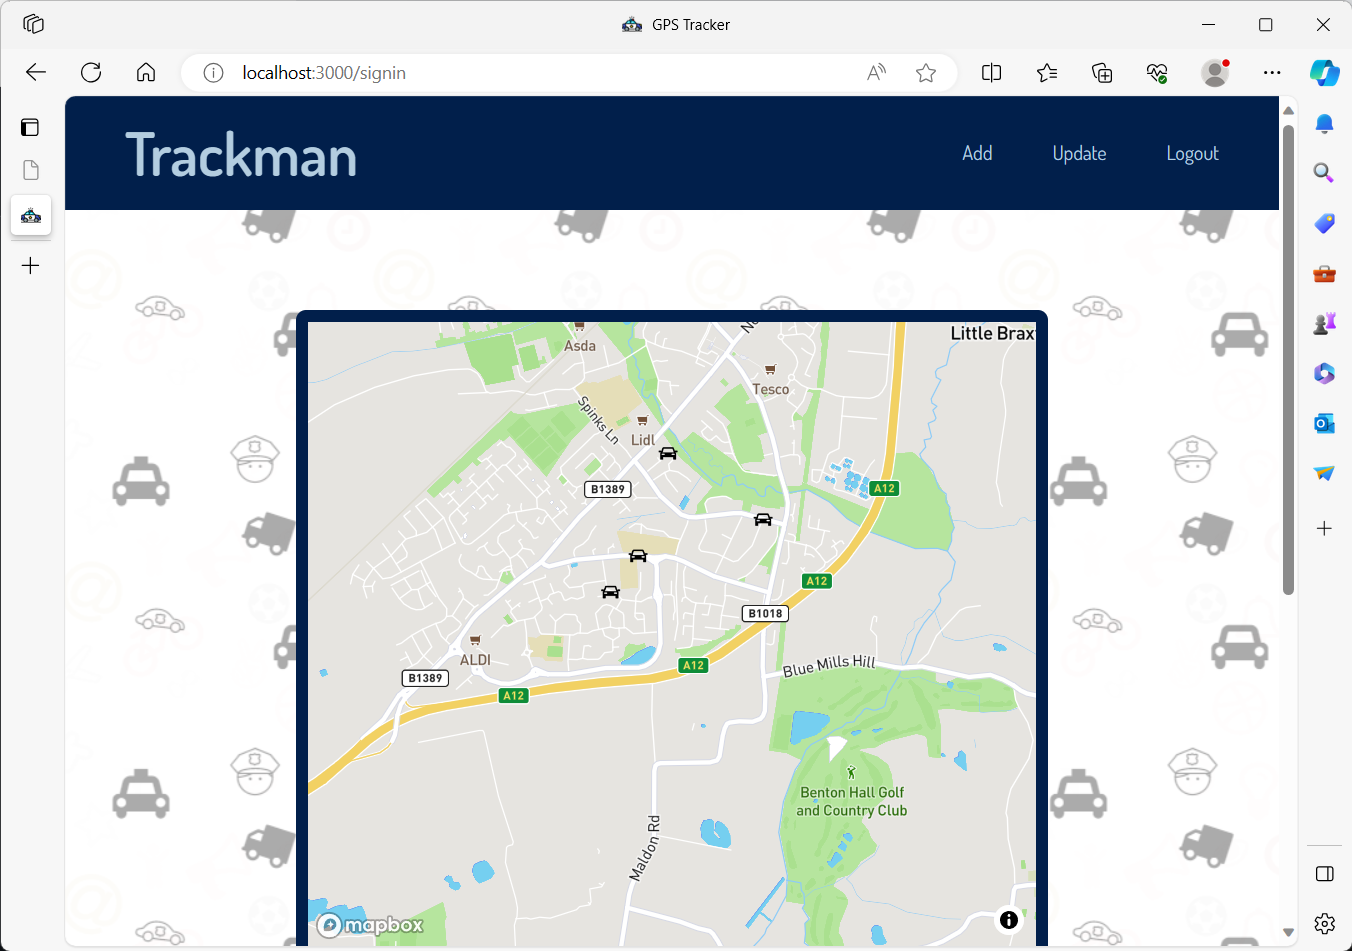 GPS Tracker
localhost:3000/signin
Trackman
Add
Update
Logout
Little Brax
Asda
Tesco
Spinks Ln
Lidl
B1389
A12
A12
B1018
ALDI
A12
Blue Mills Hill
B1389
A12
Benton Hall Golf
and Country Club
Maldon Rd
mapbox